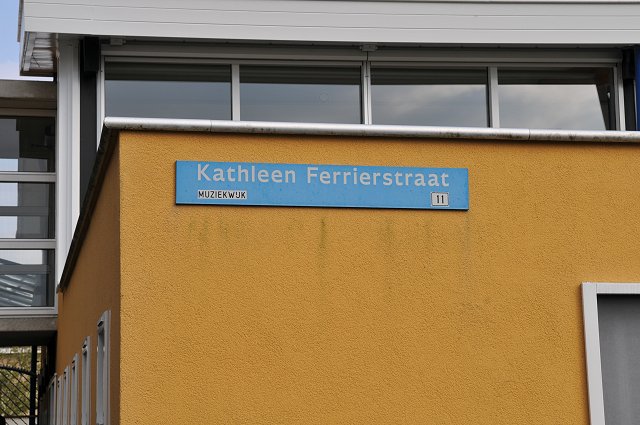 Kathleen Ferrierstraat
MUZIEKWIJK 11